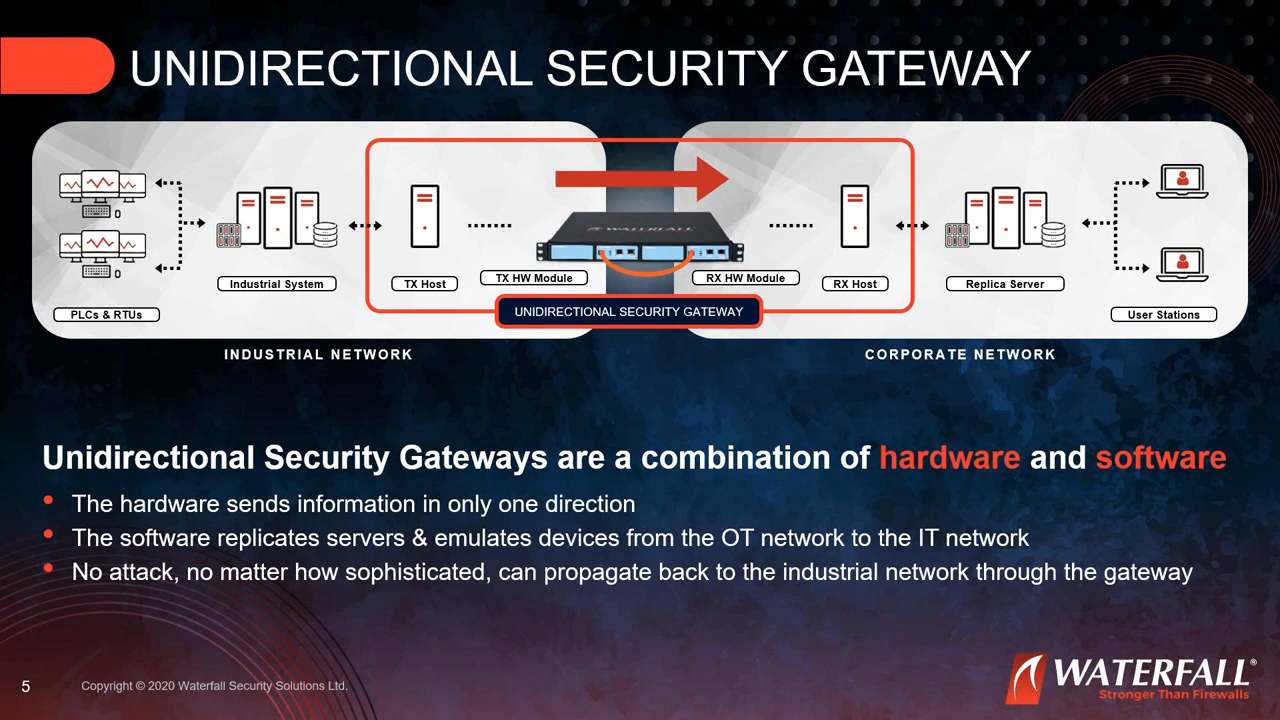 UNIDIRECTIONAL SECURITY GATEWAY
WATERFALL
Industrial System
TX Host
TX HW Module
RX HW Module
RX Host
Replica Server
PLCs & RTUs
UNIDIRECTIONAL SECURITY GATEWAY
User Stations
INDUSTRIAL NETWORK
CORPORATE NETWORK
Unidirectional Security Gateways are a combination of hardware and software
• The hardware sends information in only one direction
• The software replicates servers & emulates devices from the OT network to the IT network
• No attack, no matter how sophisticated, can propagate back to the industrial network through the gateway
5
Copyright © 2020 Waterfall Security Solutions Ltd.
WATERFALL®
Stronger Than Firewalls